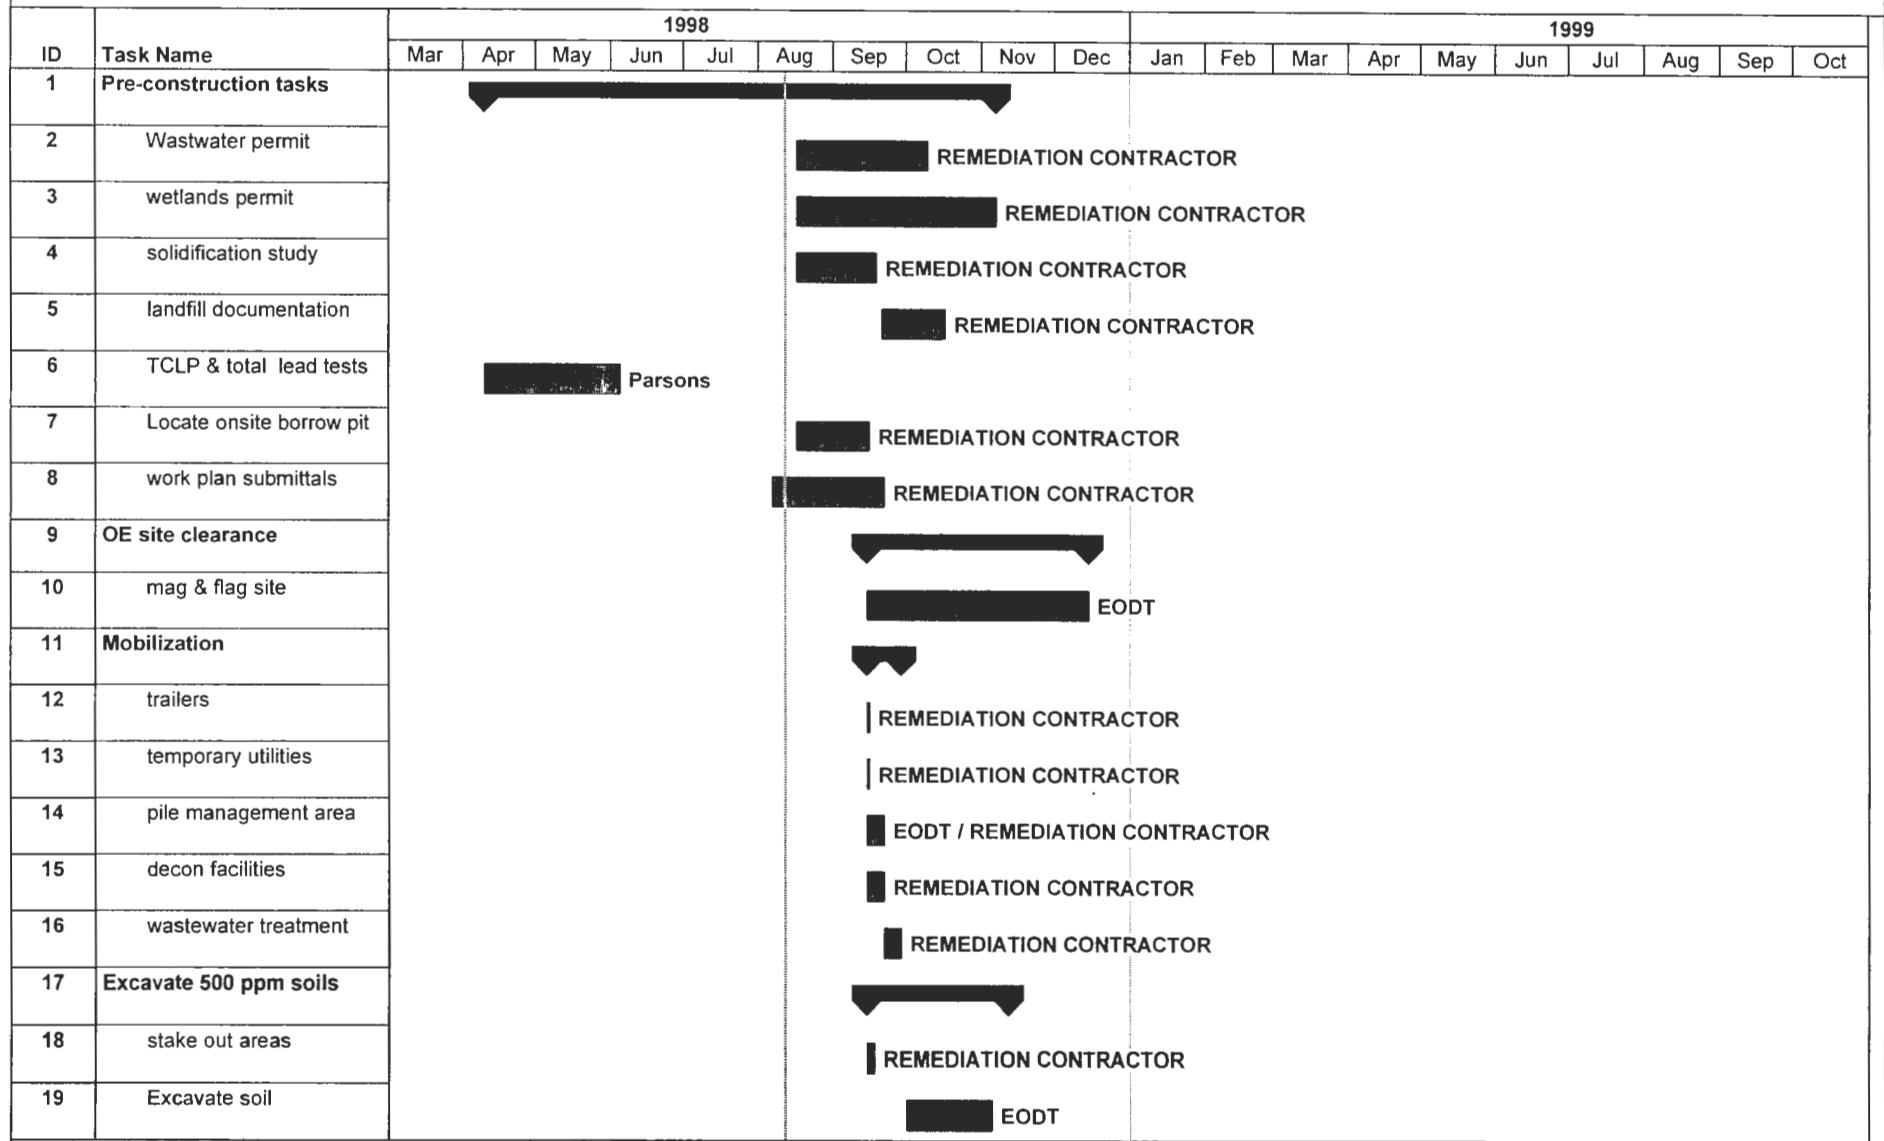 1998 1999
ID Task Name Mar Apr May Jun Jul Aug Sep Oct Nov Dec Jan Feb Mar Apr May Jun Jul Aug Sep Oct
1 Pre-construction tasks
2 Wastwater permit REMEDIATION CONTRACTOR
3 wetlands permit REMEDIATION CONTRACTOR
4 solidification study REMEDIATION CONTRACTOR
5 landfill documentation REMEDIATION CONTRACTOR
6 TCLP & total lead tests Parsons
7 Locate onsite borrow pit REMEDIATION CONTRACTOR
8 work plan submittals REMEDIATION CONTRACTOR
9 OE site clearance
10 mag & flag site EODT
11 Mobilization
12 trailers REMEDIATION CONTRACTOR
13 temporary utilities REMEDIATION CONTRACTOR
14 pile management area EODT / REMEDIATION CONTRACTOR
15 decon facilities REMEDIATION CONTRACTOR
16 wastewater treatment REMEDIATION CONTRACTOR
17 Excavate 500 ppm soils
18 stake out areas REMEDIATION CONTRACTOR
19 Excavate soil EODT